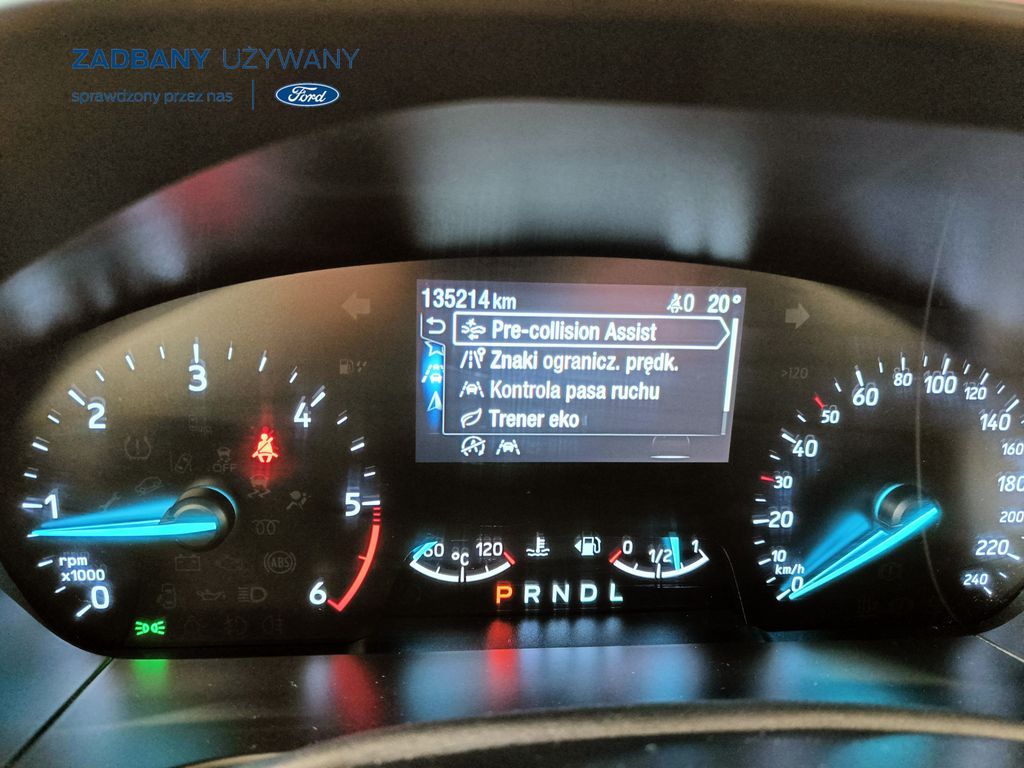 ZADBANY UŻYWANY
sprawdzony przez nas
Ford
135214 km
0 20°
Pre-collision Assist
Znaki ogranicz. prędk.
Kontrola pasa ruchu
Trener eko
0 1 2 3 4 5 6
rpm
x1000
OFF
ABS
60 °C 120
0 1/2 1
P R N D L
>120
0 10 20 30 40 50 60 80 100 120 140 160 180 200 220 240
km/h